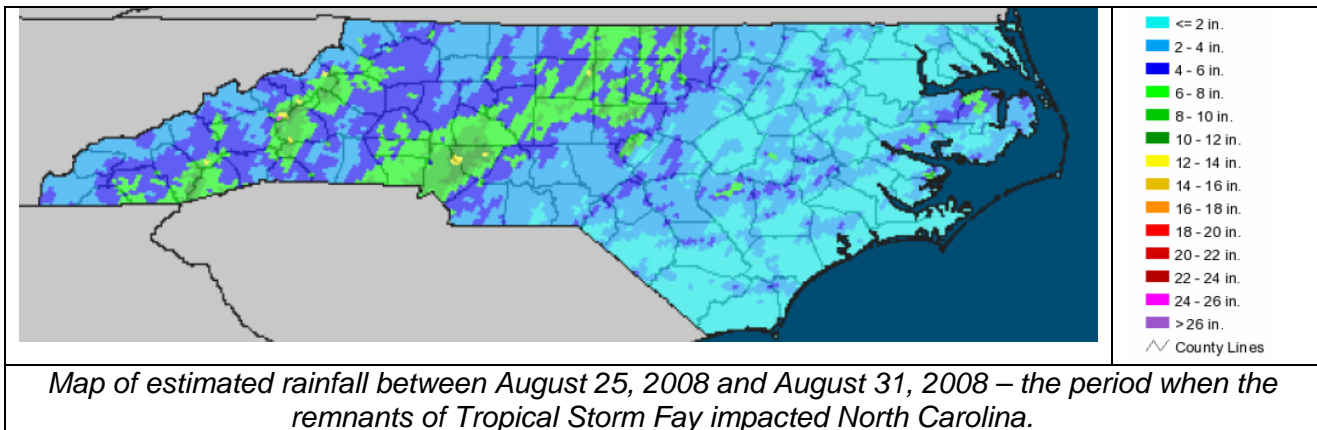 <= 2 in.
2 - 4 in.
4 - 6 in.
6 - 8 in.
8 - 10 in.
10 - 12 in.
12 - 14 in.
14 - 16 in.
16 - 18 in.
18 - 20 in.
20 - 22 in.
22 - 24 in.
24 - 26 in.
> 26 in.
County Lines
Map of estimated rainfall between August 25, 2008 and August 31, 2008 – the period when the
remnants of Tropical Storm Fay impacted North Carolina.